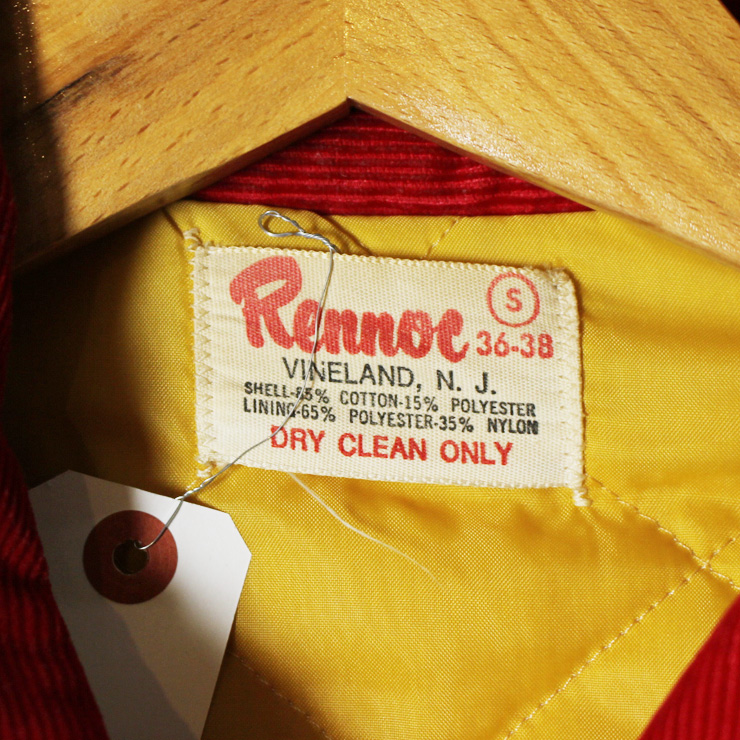 Rennoc
S
36-38
VINELAND, N. J.
SHELL-85% COTTON-15% POLYESTER
LINING-65% POLYESTER-35% NYLON
DRY CLEAN ONLY